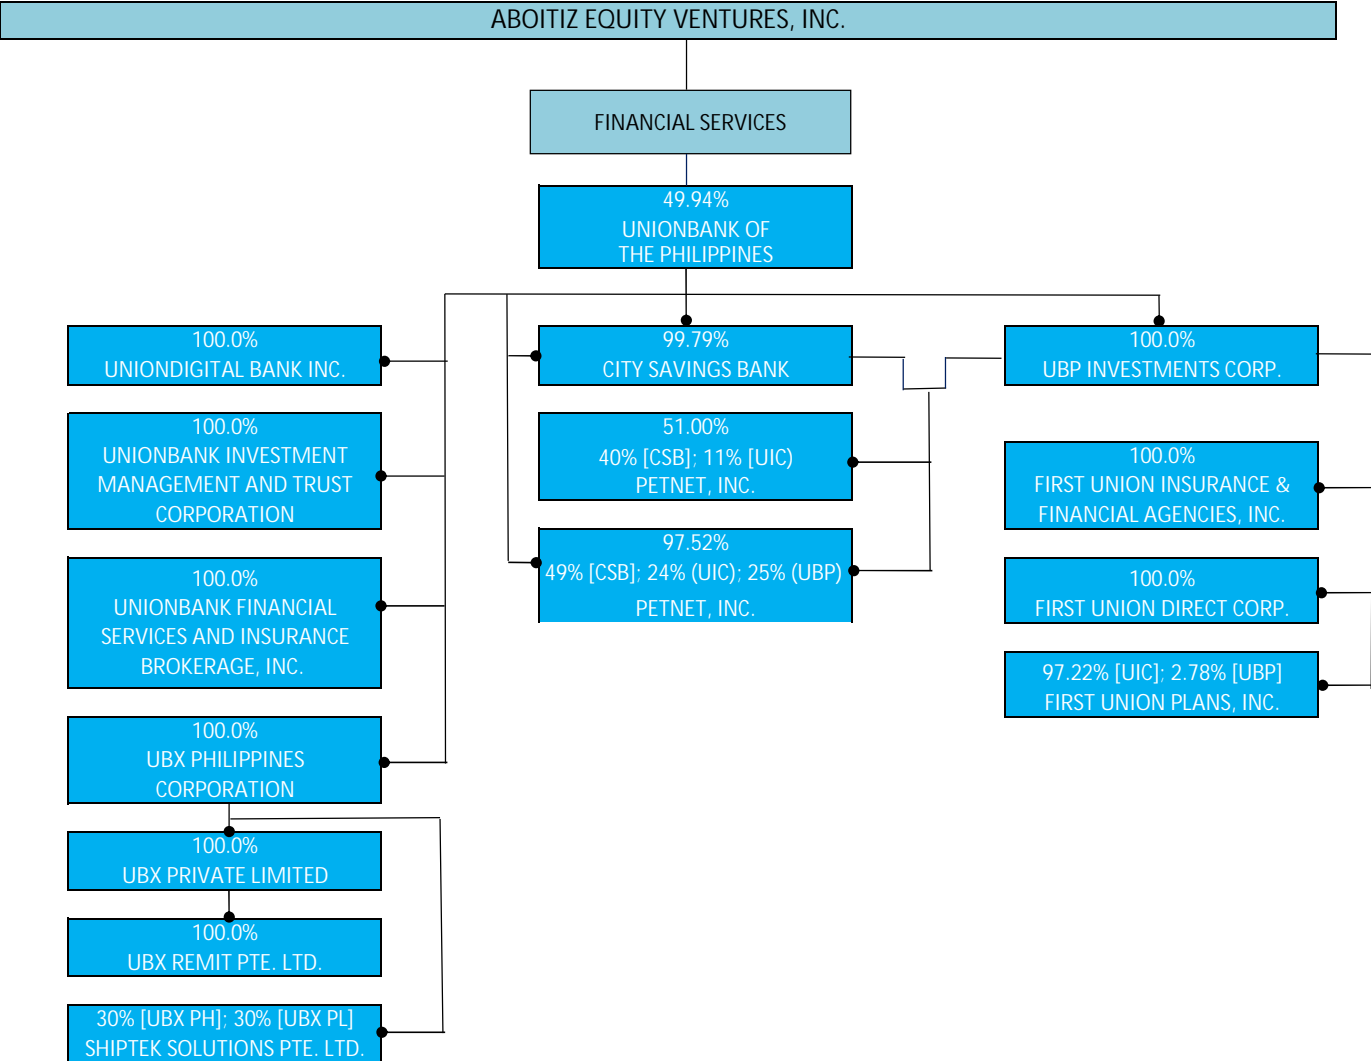 ABOITIZ EQUITY VENTURES, INC.
FINANCIAL SERVICES
49.94%
UNIONBANK OF
THE PHILIPPINES
100.0%
UNIONDIGITAL BANK INC.
100.0%
UNIONBANK INVESTMENT
MANAGEMENT AND TRUST
CORPORATION
100.0%
UNIONBANK FINANCIAL
SERVICES AND INSURANCE
BROKERAGE, INC.
100.0%
UBX PHILIPPINES
CORPORATION
100.0%
UBX PRIVATE LIMITED
100.0%
UBX REMIT PTE. LTD.
30% [UBX PH]; 30% [UBX PL]
SHIPTEK SOLUTIONS PTE. LTD.
99.79%
CITY SAVINGS BANK
51.00%
40% [CSB]; 11% [UIC)
PETNET, INC.
97.52%
49% [CSB]; 24% (UIC); 25% (UBP)
PETNET, INC.
100.0%
UBP INVESTMENTS CORP.
100.0%
FIRST UNION INSURANCE &
FINANCIAL AGENCIES, INC.
100.0%
FIRST UNION DIRECT CORP.
97.22% [UIC]; 2.78% [UBP]
FIRST UNION PLANS, INC.